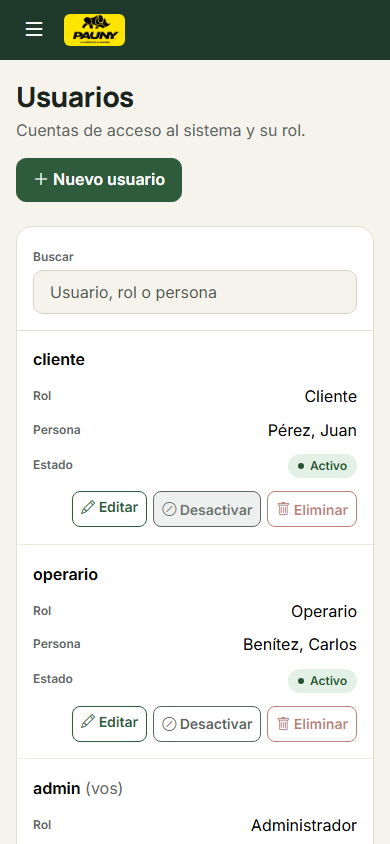 PAUNY
Usuarios
Cuentas de acceso al sistema y su rol.
+ Nuevo usuario
Buscar
Usuario, rol o persona
cliente
Rol Cliente
Persona Pérez, Juan
Estado Activo
Editar Desactivar Eliminar
operario
Rol Operario
Persona Benítez, Carlos
Estado Activo
Editar Desactivar Eliminar
admin (vos)
Rol Administrador